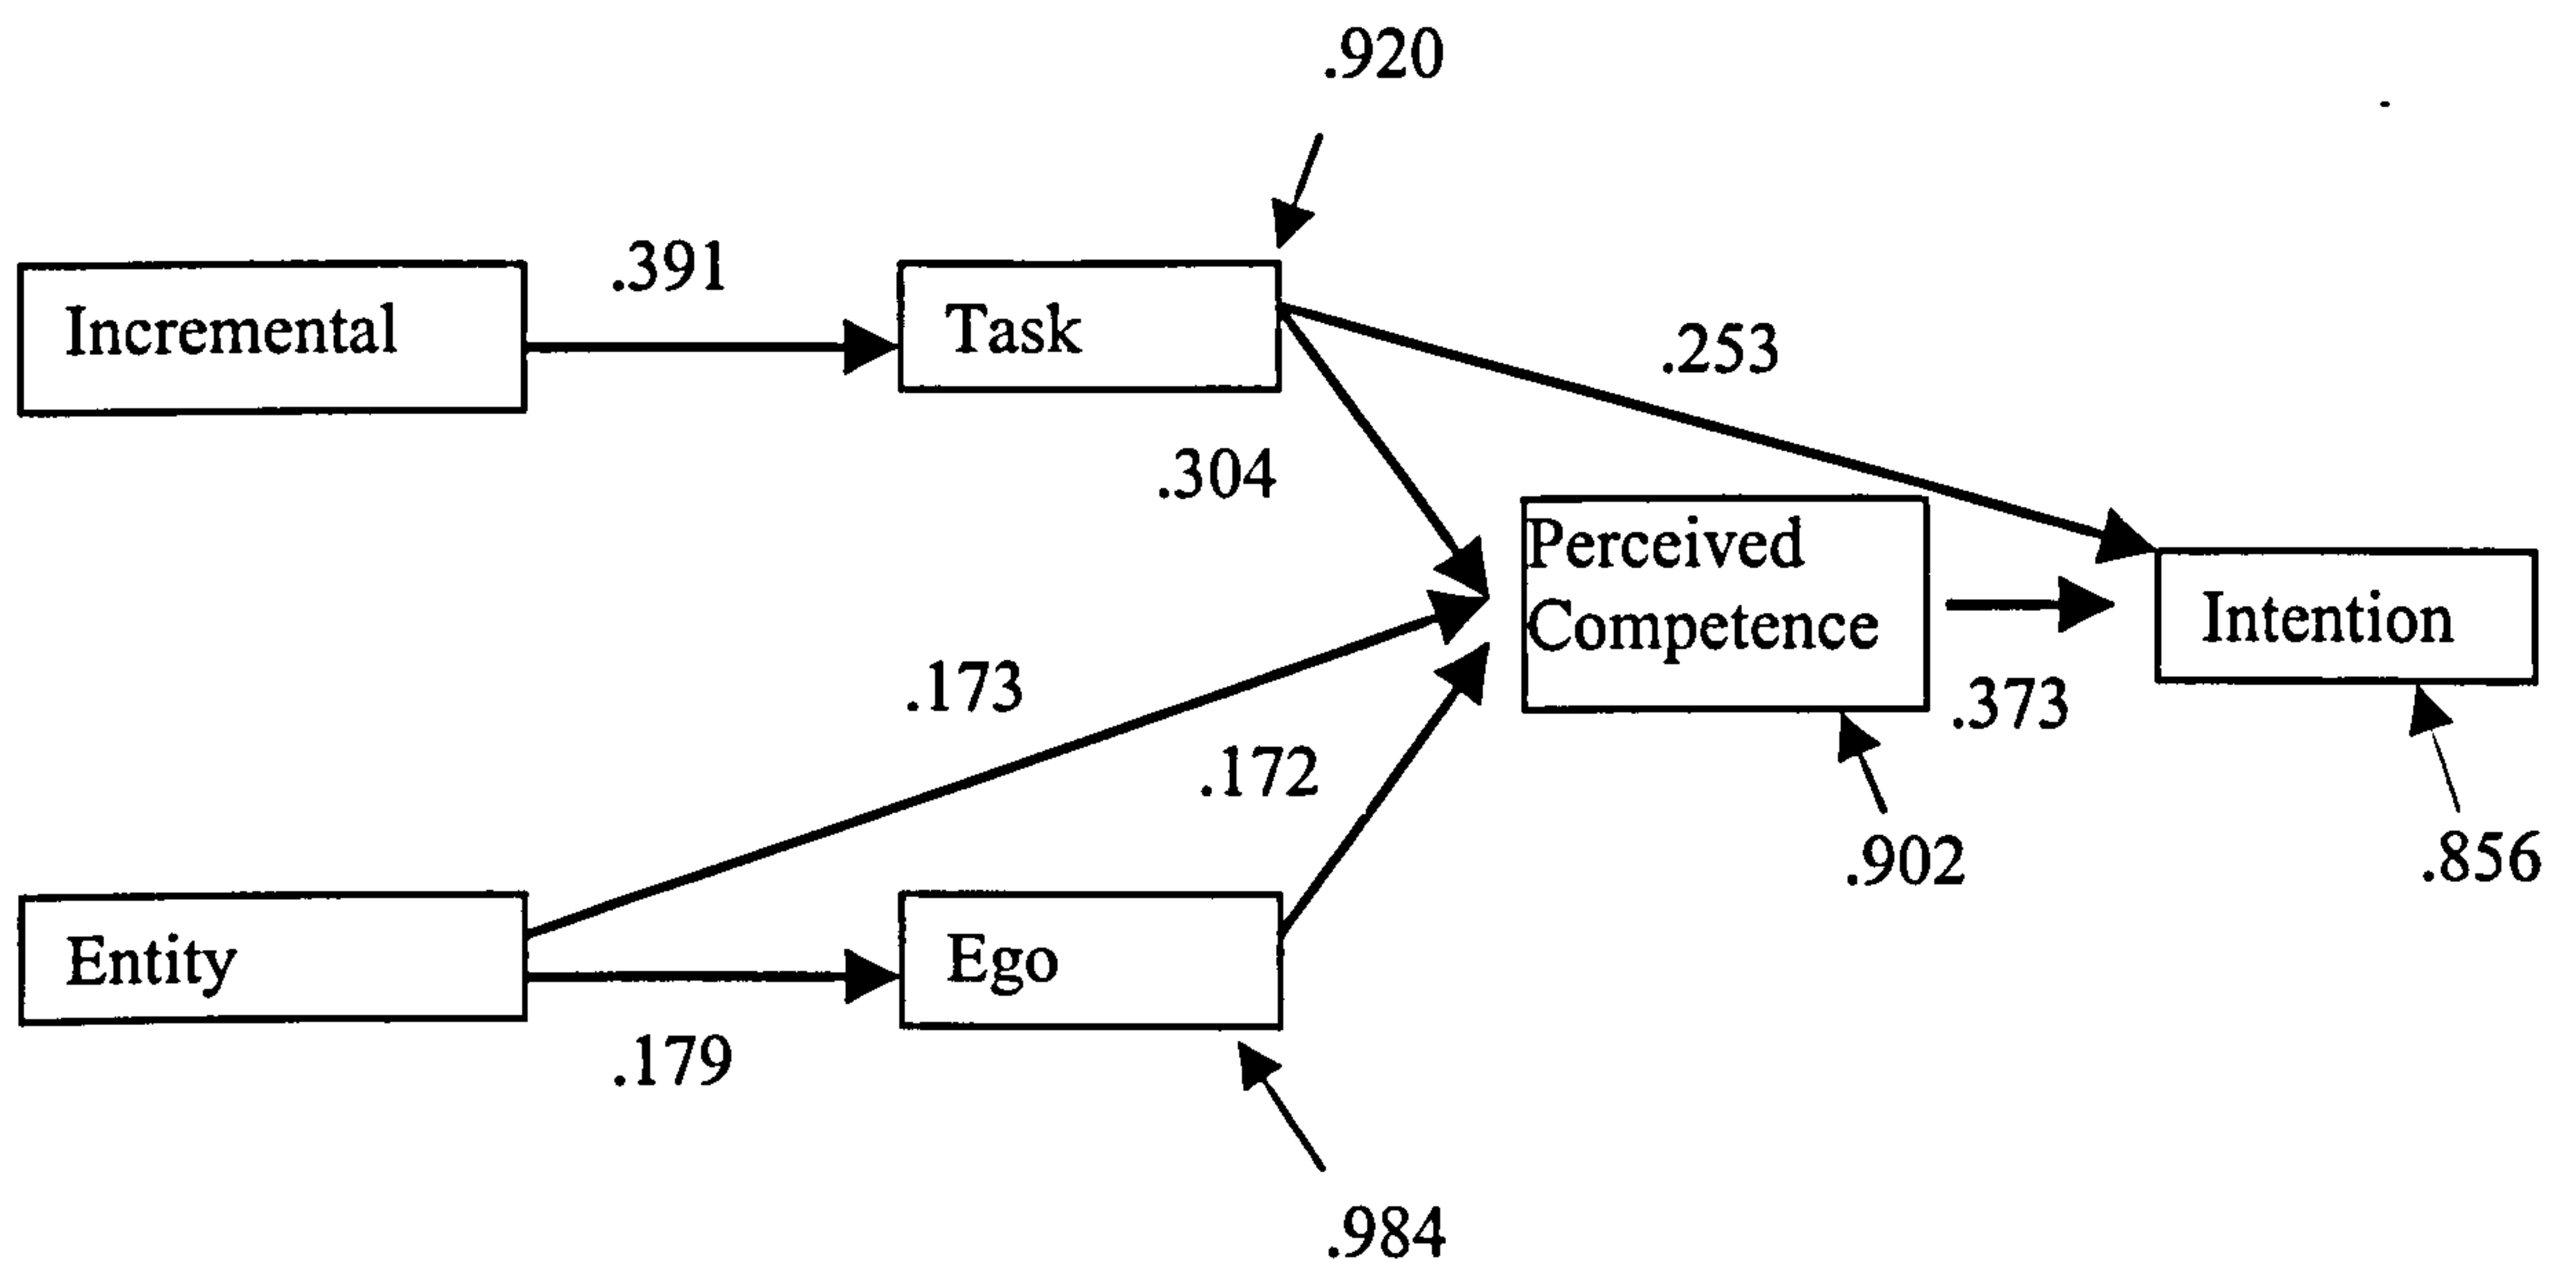 .920
.391
Incremental
Task
.253
.304
Perceived
Competence
Intention
.173
.373
.172
.902
.856
Entity
Ego
.179
.984